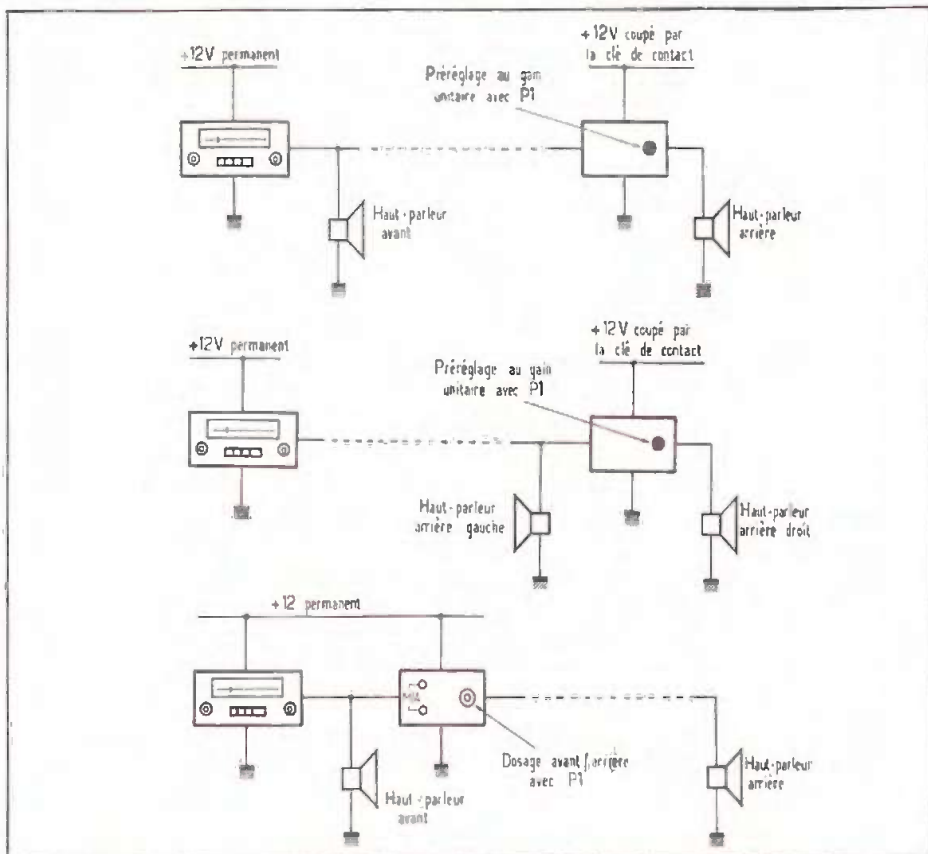 +12V permanent
+12V coupé par
la clé de contact
Préréglage au gain
unitaire avec P1
Haut-parleur
avant
Haut-parleur
arrière
+12V permanent
+12V coupé par
la clé de contact
Préréglage au gain
unitaire avec P1
Haut-parleur
arrière gauche
Haut-parleur
arrière droit
+12 permanent
Dosage avant/arrière
avec P1
Haut-parleur
avant
Haut-parleur
arrière